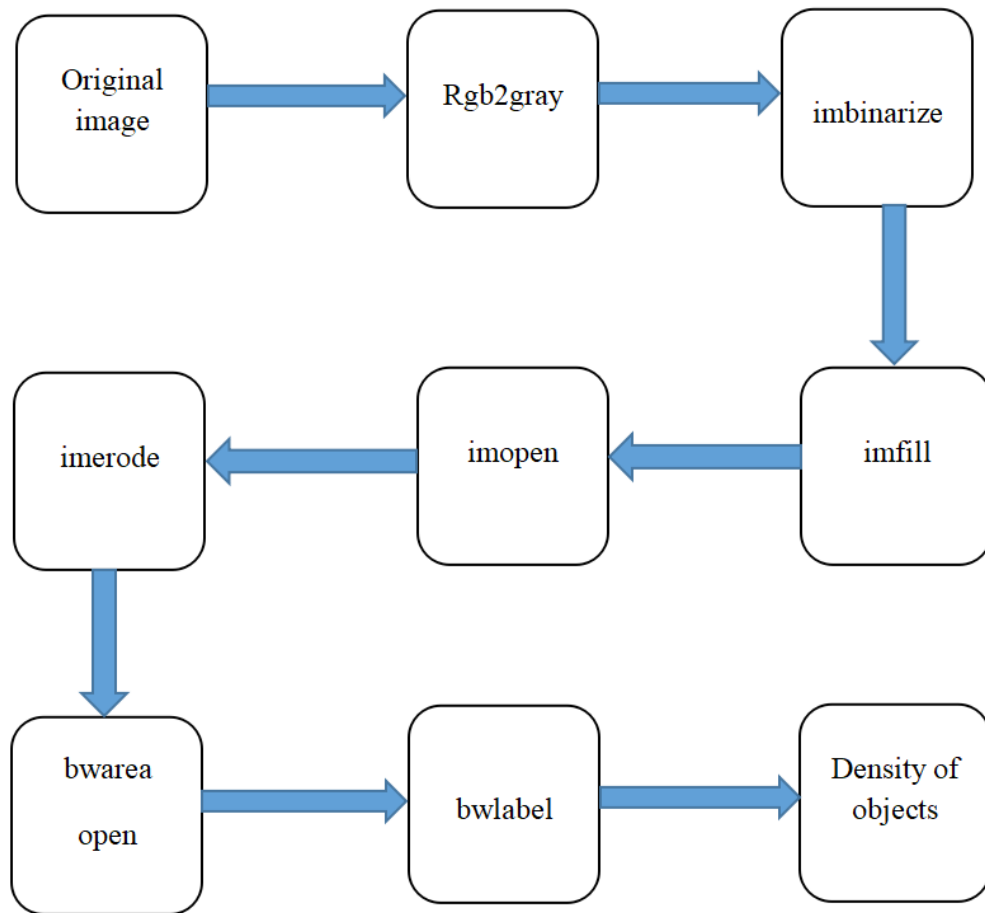 Original
image
Rgb2gray
imbinarize
imerode
imopen
imfill
bwarea
open
bwlabel
Density of
objects